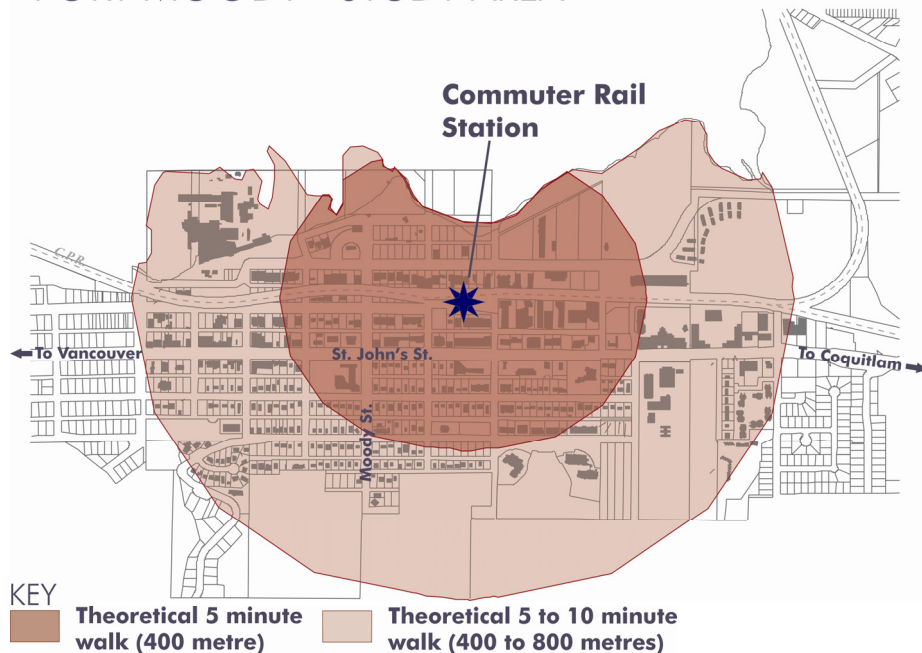 Commuter Rail
Station
C.P.R.
To Vancouver
St. John's St.
To Coquitlam
Moody St.
KEY
Theoretical 5 minute
walk (400 metre)
Theoretical 5 to 10 minute
walk (400 to 800 metres)